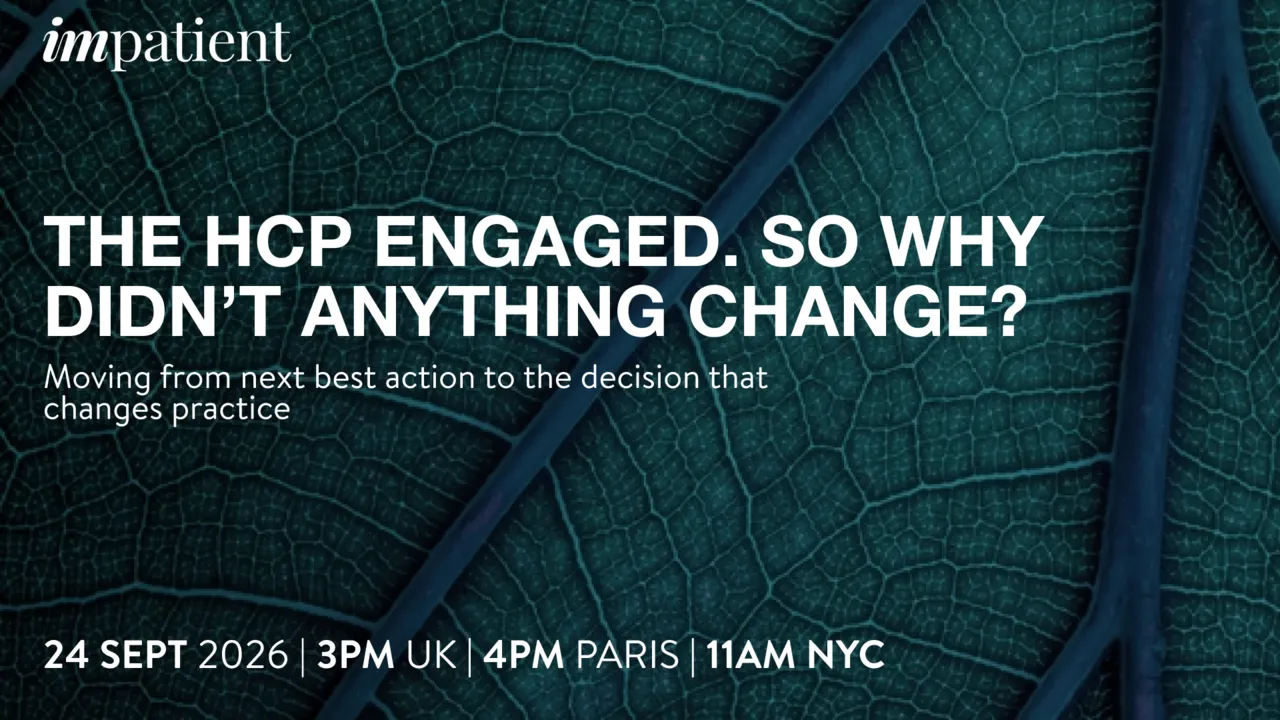 impatient
THE HCP ENGAGED. SO WHY
DIDN’T ANYTHING CHANGE?
Moving from next best action to the decision that
changes practice
24 SEPT 2026 | 3PM UK | 4PM PARIS | 11AM NYC